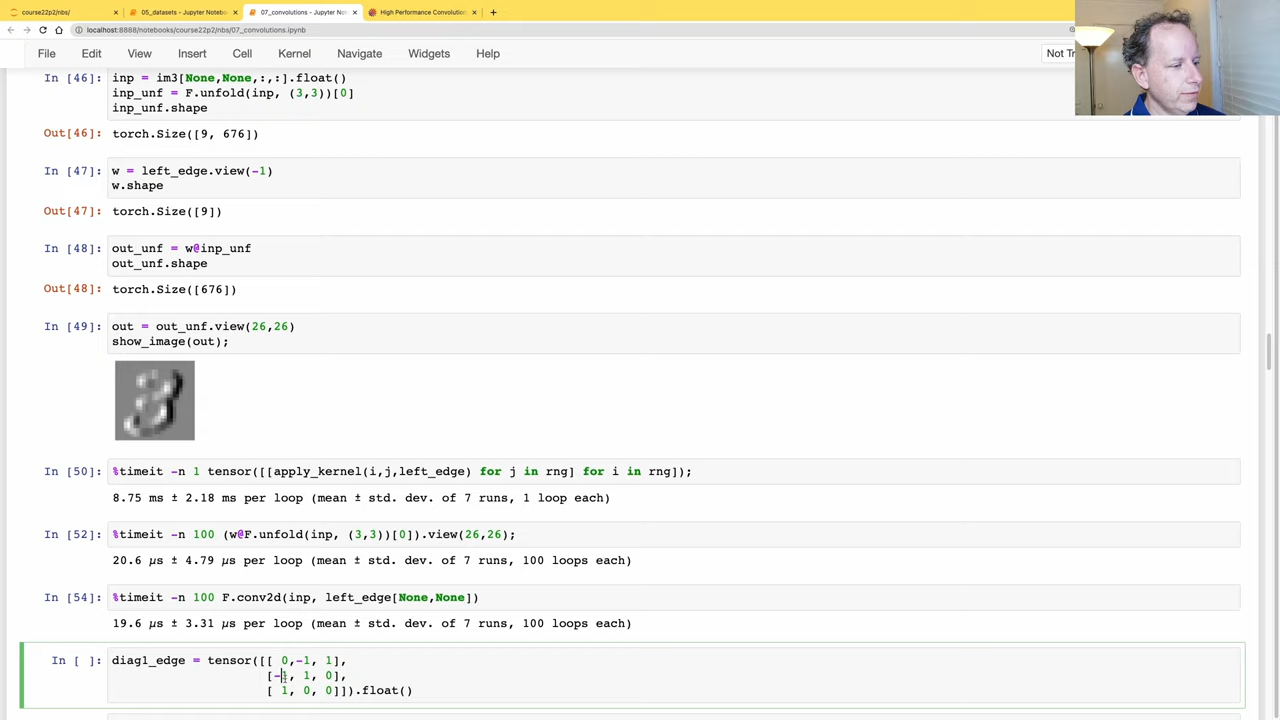 course22p2/nbs/
05_datasets - Jupyter Notebo
07_convolutions - Jupyter Not
High Performance Convolution
localhost:8888/notebooks/course22p2/nbs/07_convolutions.ipynb
File Edit View Insert Cell Kernel Navigate Widgets Help
Not Tr
In [46]: inp = im3[None,None,:,:].float()
inp_unf = F.unfold(inp, (3,3))[0]
inp_unf.shape
Out[46]: torch.Size([9, 676])
In [47]: w = left_edge.view(-1)
w.shape
Out[47]: torch.Size([9])
In [48]: out_unf = w@inp_unf
out_unf.shape
Out[48]: torch.Size([676])
In [49]: out = out_unf.view(26,26)
show_image(out);
In [50]: %timeit -n 1 tensor([[apply_kernel(i,j,left_edge) for j in rng] for i in rng]);
8.75 ms ± 2.18 ms per loop (mean ± std. dev. of 7 runs, 1 loop each)
In [52]: %timeit -n 100 (w@F.unfold(inp, (3,3))[0]).view(26,26);
20.6 µs ± 4.79 µs per loop (mean ± std. dev. of 7 runs, 100 loops each)
In [54]: %timeit -n 100 F.conv2d(inp, left_edge[None,None])
19.6 µs ± 3.31 µs per loop (mean ± std. dev. of 7 runs, 100 loops each)
In [ ]: diag1_edge = tensor([[ 0,-1, 1],
[-1, 1, 0],
[ 1, 0, 0]]).float()